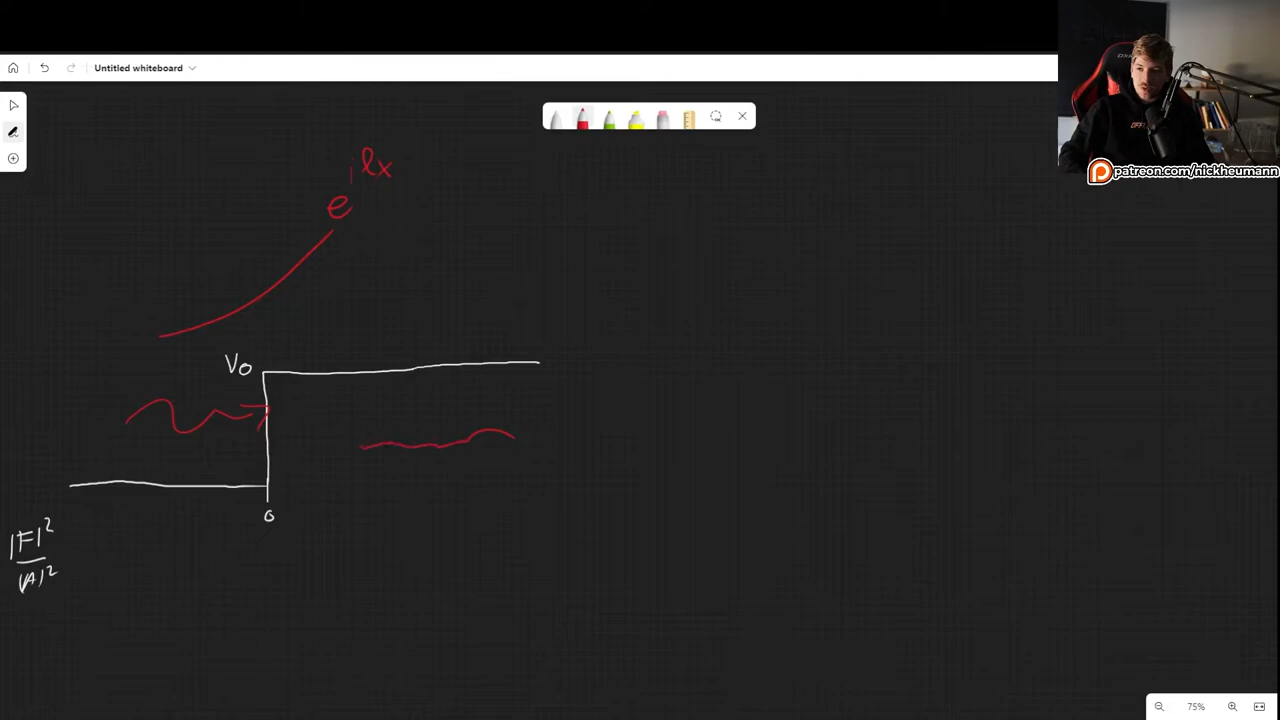 Untitled whiteboard
patreon.com/nickheumann
e^{ilx}
V0
0
|F|²
|A|²
75%